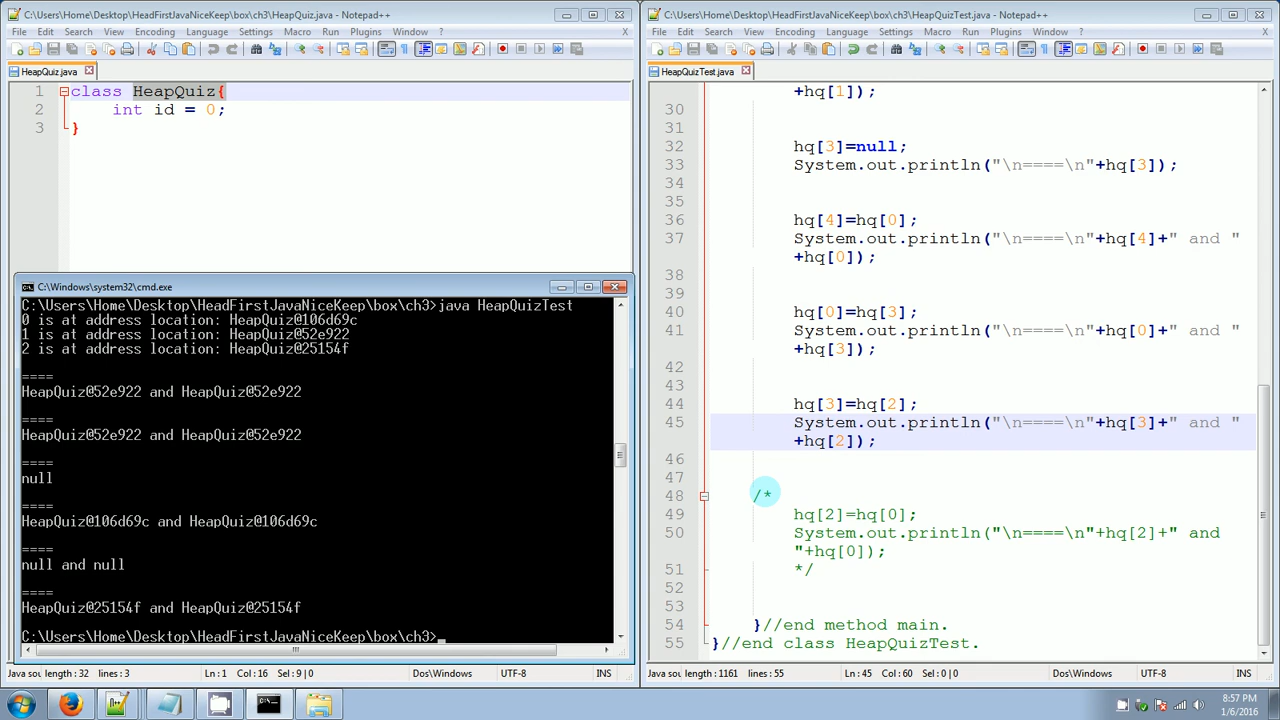 C:\Users\Home\Desktop\HeadFirstJavaNiceKeep\box\ch3\HeapQuiz.java - Notepad++
File Edit Search View Encoding Language Settings Macro Run Plugins Window ? X
HeapQuiz.java
1 class HeapQuiz{
2 int id = 0;
3 }
C:\Windows\system32\cmd.exe
C:\Users\Home\Desktop\HeadFirstJavaNiceKeep\box\ch3>java HeapQuizTest
0 is at address location: HeapQuiz@106d69c
1 is at address location: HeapQuiz@52e922
2 is at address location: HeapQuiz@25154f
====
HeapQuiz@52e922 and HeapQuiz@52e922
====
HeapQuiz@52e922 and HeapQuiz@52e922
====
null
====
HeapQuiz@106d69c and HeapQuiz@106d69c
====
null and null
====
HeapQuiz@25154f and HeapQuiz@25154f
C:\Users\Home\Desktop\HeadFirstJavaNiceKeep\box\ch3>_
Java sou length : 32 lines : 3 Ln : 1 Col : 16 Sel : 9 | 0 Dos\Windows UTF-8 INS
C:\Users\Home\Desktop\HeadFirstJavaNiceKeep\box\ch3\HeapQuizTest.java - Notepad++
File Edit Search View Encoding Language Settings Macro Run Plugins Window ? X
HeapQuizTest.java
+hq[1]);
30
31
32 hq[3]=null;
33 System.out.println("\n====\n"+hq[3]);
34
35
36 hq[4]=hq[0];
37 System.out.println("\n====\n"+hq[4]+" and "
+hq[0]);
38
39
40 hq[0]=hq[3];
41 System.out.println("\n====\n"+hq[0]+" and "
+hq[3]);
42
43
44 hq[3]=hq[2];
45 System.out.println("\n====\n"+hq[3]+" and "
+hq[2]);
46
47
48 /*
49 hq[2]=hq[0];
50 System.out.println("\n====\n"+hq[2]+" and
"+hq[0]);
51 */
52
53
54 }//end method main.
55 }//end class HeapQuizTest.
Java sou length : 1161 lines : 55 Ln : 45 Col : 60 Sel : 0 | 0 Dos\Windows UTF-8 INS
8:57 PM
1/6/2016